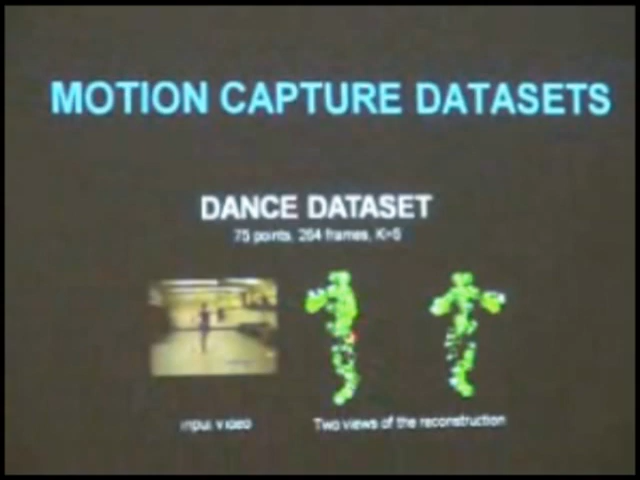 MOTION CAPTURE DATASETS
DANCE DATASET
75 points, 264 frames, K=5
Input Video
Two views of the reconstruction